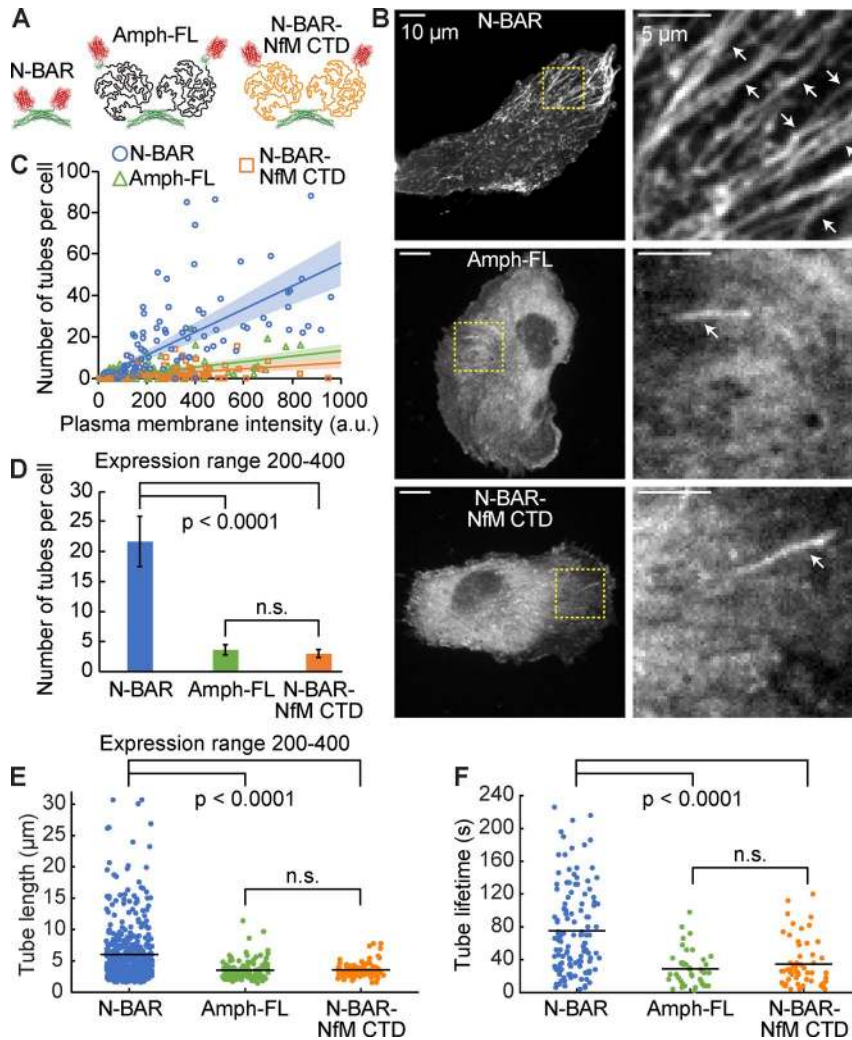 A
N-BAR
Amph-FL
N-BAR-
NfM CTD
B
N-BAR
10 µm
5 µm
Amph-FL
N-BAR-
NfM CTD
C
N-BAR
Amph-FL
N-BAR-
NfM CTD
Number of tubes per cell
100
80
60
40
20
0
0 200 400 600 800 1000
Plasma membrane intensity (a.u.)
D
Expression range 200-400
Number of tubes per cell
30
25
20
15
10
5
0
p < 0.0001
n.s.
N-BAR Amph-FL N-BAR-
NfM CTD
Expression range 200-400
E
Tube length (µm)
30
25
20
15
10
5
0
p < 0.0001
n.s.
N-BAR Amph-FL N-BAR-
NfM CTD
F
Tube lifetime (s)
240
200
160
120
80
40
0
p < 0.0001
n.s.
N-BAR Amph-FL N-BAR-
NfM CTD